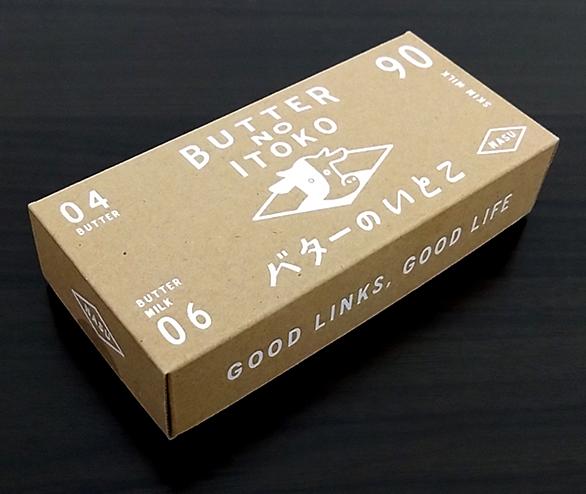 90
SKIM MILK
BUTTER
NO
ITOKO
NASU
04
BUTTER
バターのいとこ
BUTTER
MILK
06
GOOD LINKS, GOOD LIFE
NASU